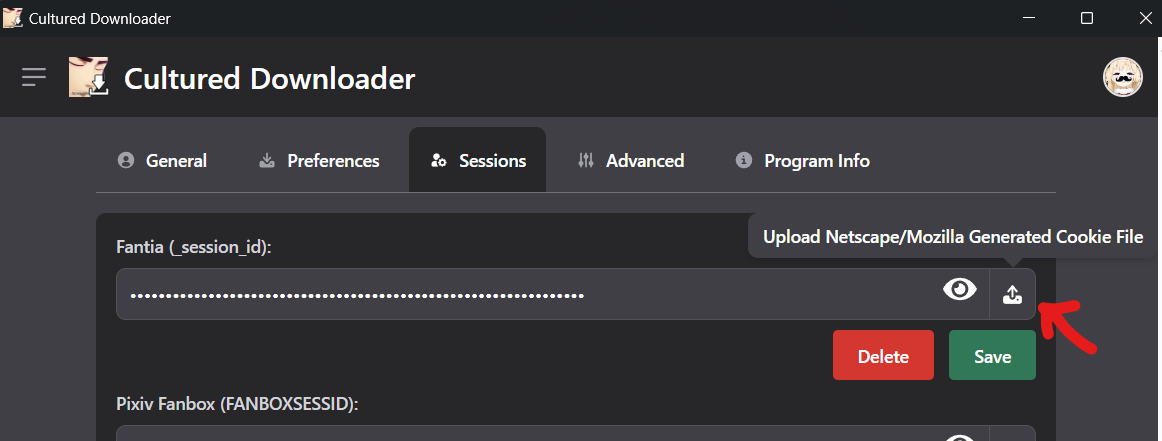 Cultured Downloader
Cultured Downloader
General Preferences Sessions Advanced Program Info
Fantia (_session_id):
Upload Netscape/Mozilla Generated Cookie File
Delete Save
Pixiv Fanbox (FANBOXSESSID):